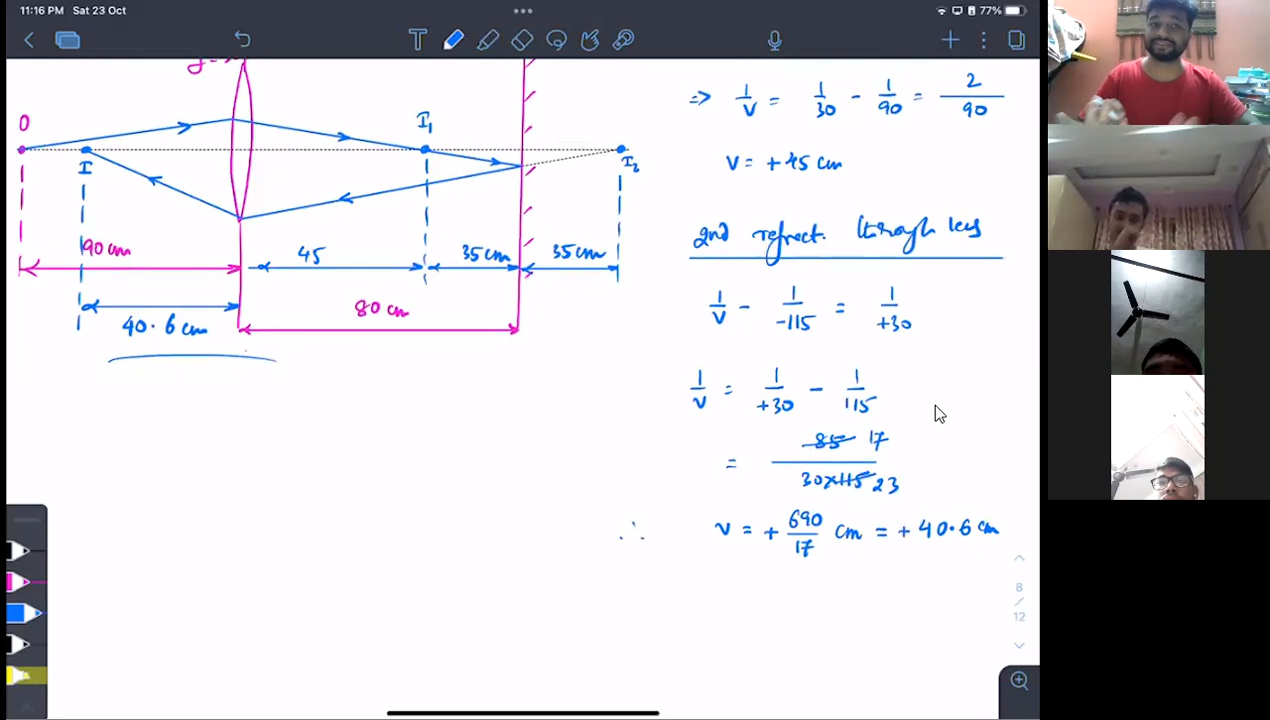 11:16 PM Sat 23 Oct
77%
T
O
I
I₁
I₂
90 cm
45
35 cm
35 cm
40.6 cm
80 cm
=> 1/v = 1/30 - 1/90 = 2/90
v = +45 cm
2nd refract. through lens
1/v - 1/-115 = 1/+30
1/v = 1/+30 - 1/115
= 85 17 / 30x115 23
∴ v = + 690/17 cm = + 40.6 cm
8
/
12